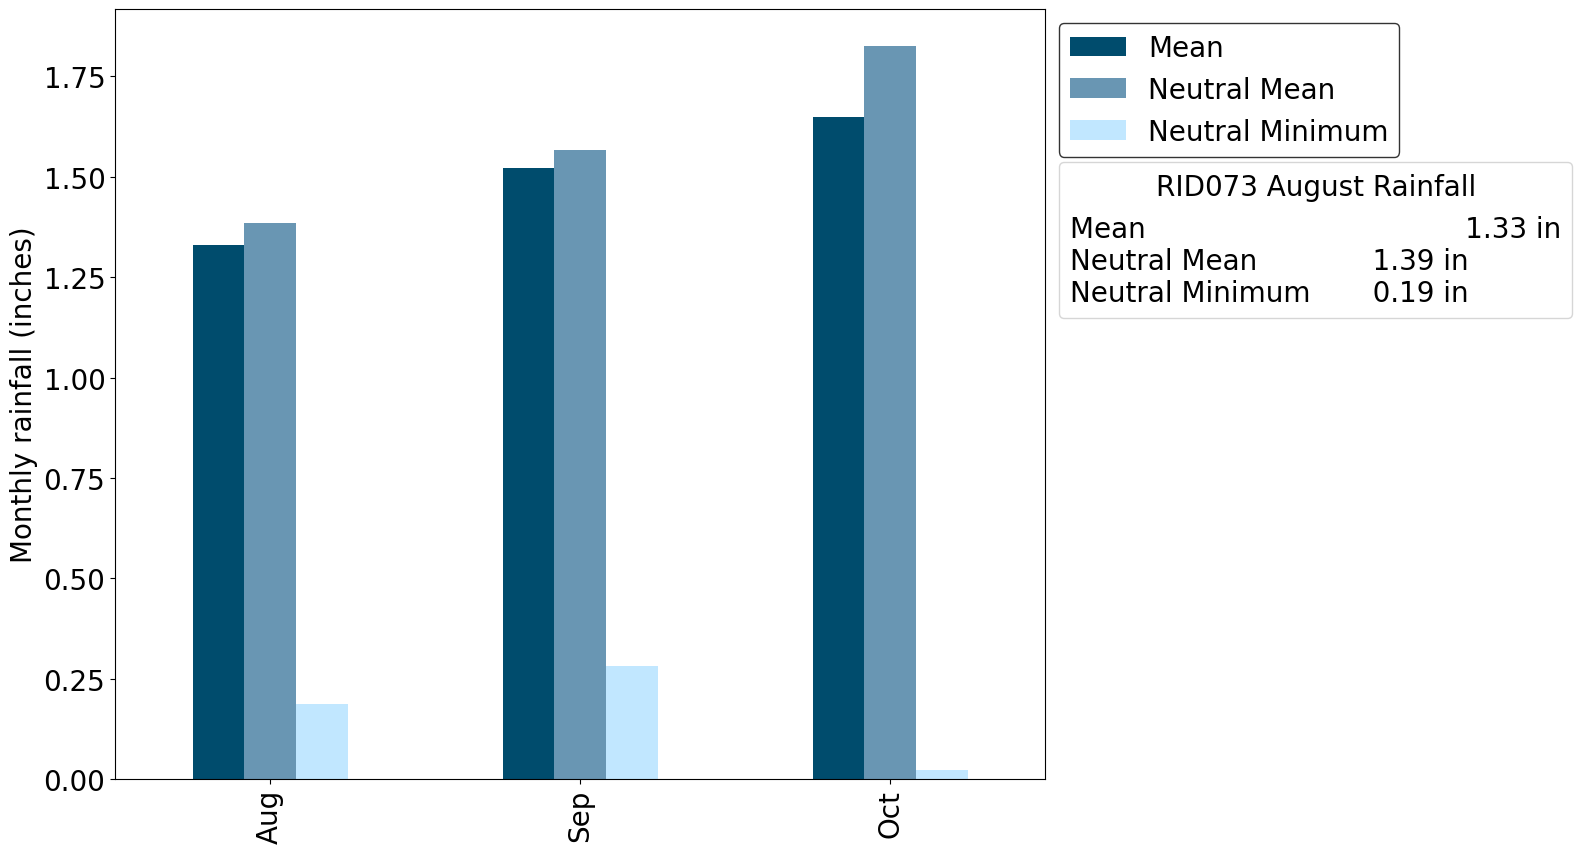 Monthly rainfall (inches)
1.75
1.50
1.25
1.00
0.75
0.50
0.25
0.00
Aug
Sep
Oct
Mean
Neutral Mean
Neutral Minimum
RID073 August Rainfall
Mean 1.33 in
Neutral Mean 1.39 in
Neutral Minimum 0.19 in